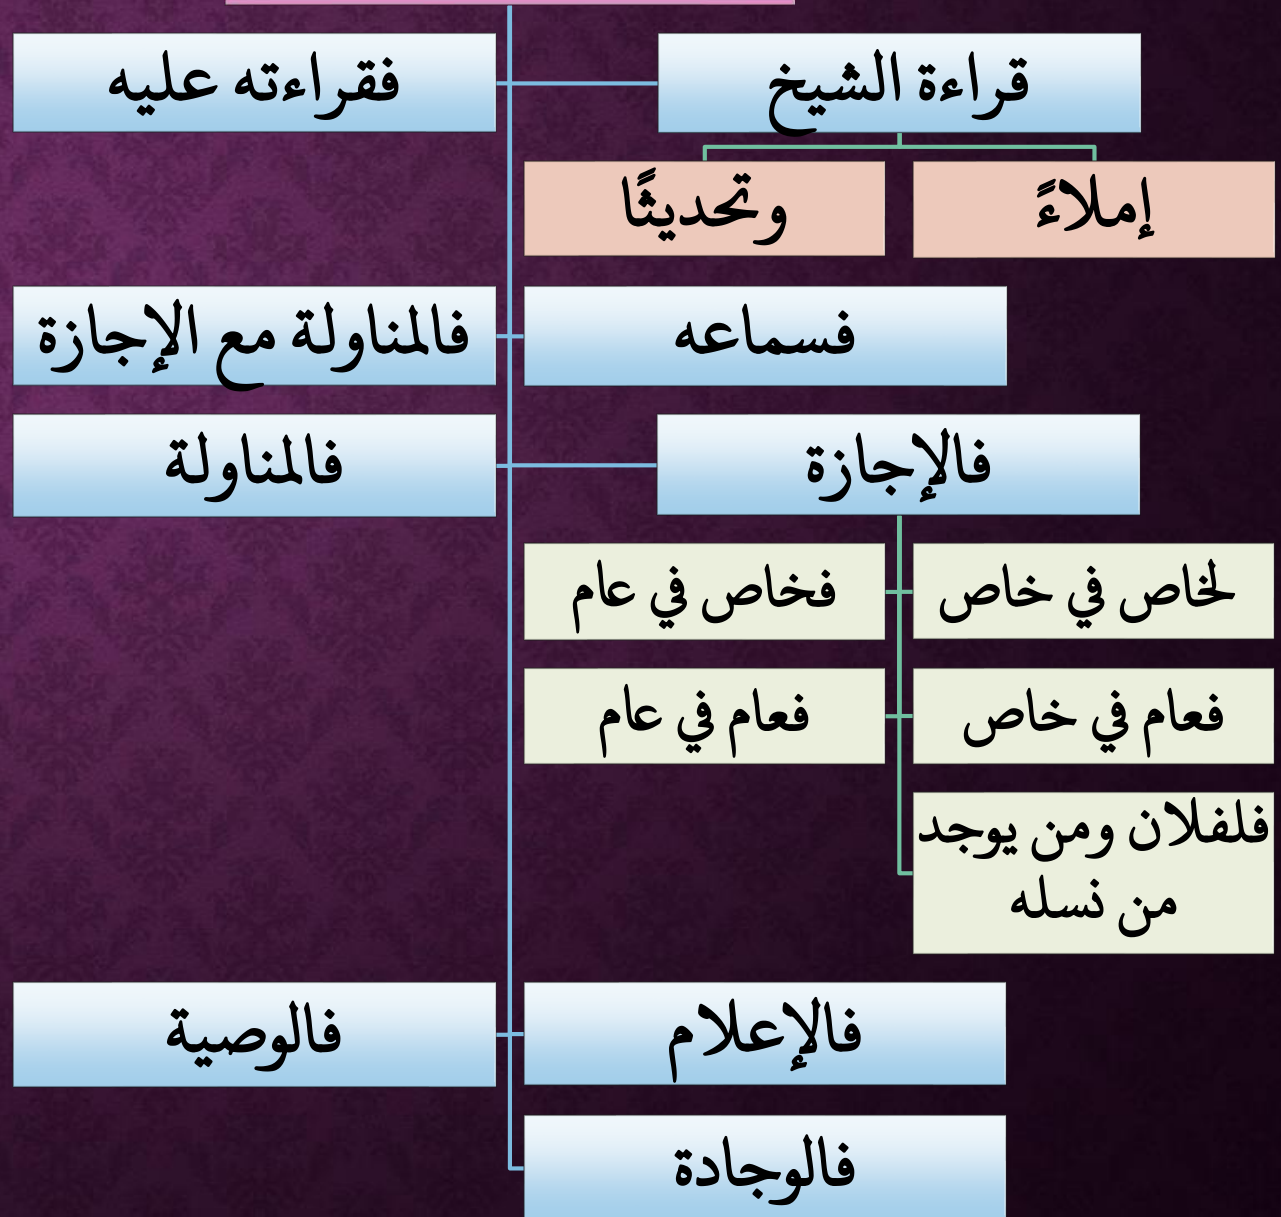 قراءة الشيخ
فقراءته عليه
إملاءً
وتحديثًا
فسماعه
فالمناولة مع الإجازة
فالإجازة
فالمناولة
لخاص في خاص
فخاص في عام
فعام في خاص
فعام في عام
فلفلان ومن يوجد
من نسله
فالإعلام
فالوصية
فالوجادة